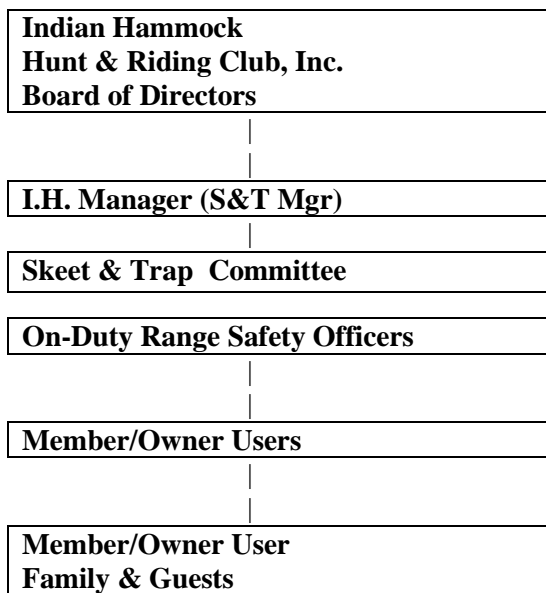 Indian Hammock
Hunt & Riding Club, Inc.
Board of Directors
I.H. Manager (S&T Mgr)
Skeet & Trap Committee
On-Duty Range Safety Officers
Member/Owner Users
Member/Owner User
Family & Guests